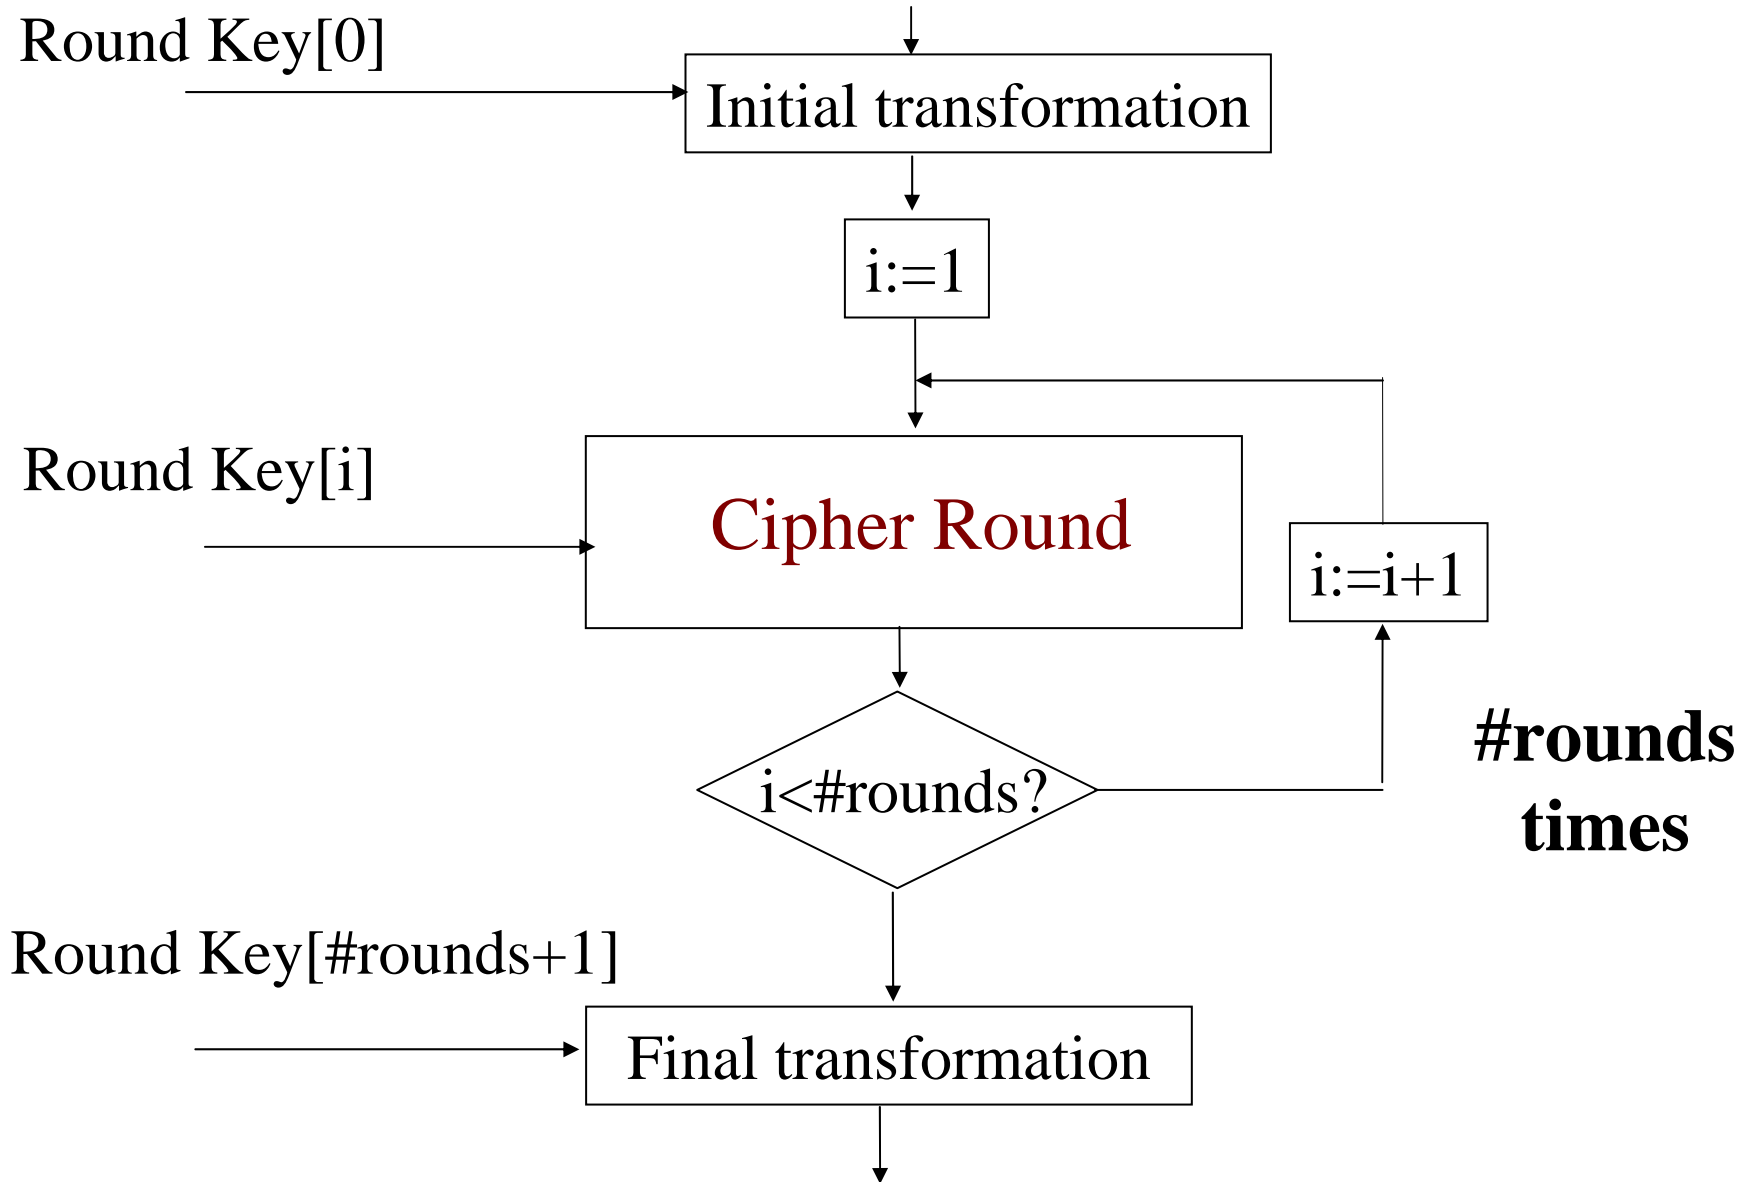 Round Key[0]
Initial transformation
i:=1
Round Key[i]
Cipher Round
i:=i+1
#rounds
times
i<#rounds?
Round Key[#rounds+1]
Final transformation